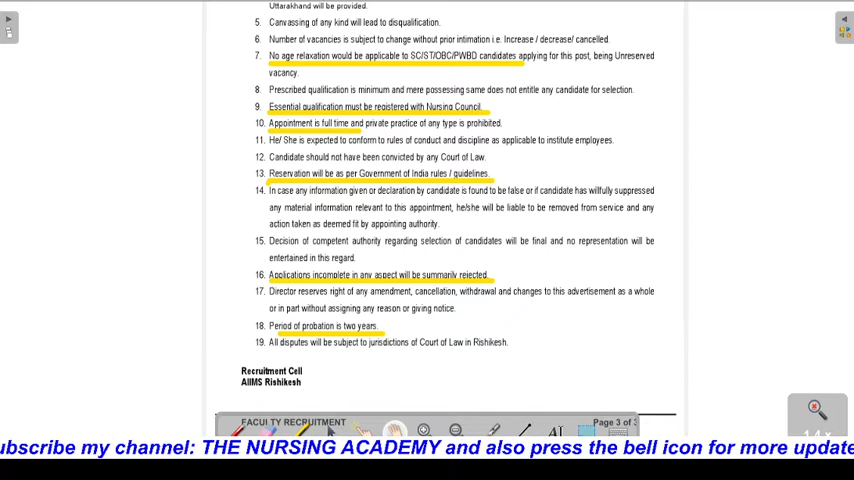 Uttarakhand will be provided.
5. Canvassing of any kind will lead to disqualification.
6. Number of vacancies is subject to change without prior intimation i.e. Increase / decrease/ cancelled.
7. No age relaxation would be applicable to SC/ST/OBC/PWBD candidates applying for this post, being Unreserved
vacancy.
8. Prescribed qualification is minimum and mere possessing same does not entitle any candidate for selection.
9. Essential qualification must be registered with Nursing Council.
10. Appointment is full time and private practice of any type is prohibited.
11. He/ She is expected to conform to rules of conduct and discipline as applicable to institute employees.
12. Candidate should not have been convicted by any Court of Law.
13. Reservation will be as per Government of India rules / guidelines.
14. In case any information given or declaration by candidate is found to be false or if candidate has willfully suppressed
any material information relevant to this appointment, he/she will be liable to be removed from service and any
action taken as deemed fit by appointing authority.
15. Decision of competent authority regarding selection of candidates will be final and no representation will be
entertained in this regard.
16. Applications incomplete in any aspect will be summarily rejected.
17. Director reserves right of any amendment, cancellation, withdrawal and changes to this advertisement as a whole
or in part without assigning any reason or giving notice.
18. Period of probation is two years.
19. All disputes will be subject to jurisdictions of Court of Law in Rishikesh.
Recruitment Cell
AIIMS Rishikesh
FACULTY RECRUITMENT Page 3 of 3
ubscribe my channel: THE NURSING ACADEMY and also press the bell icon for more update